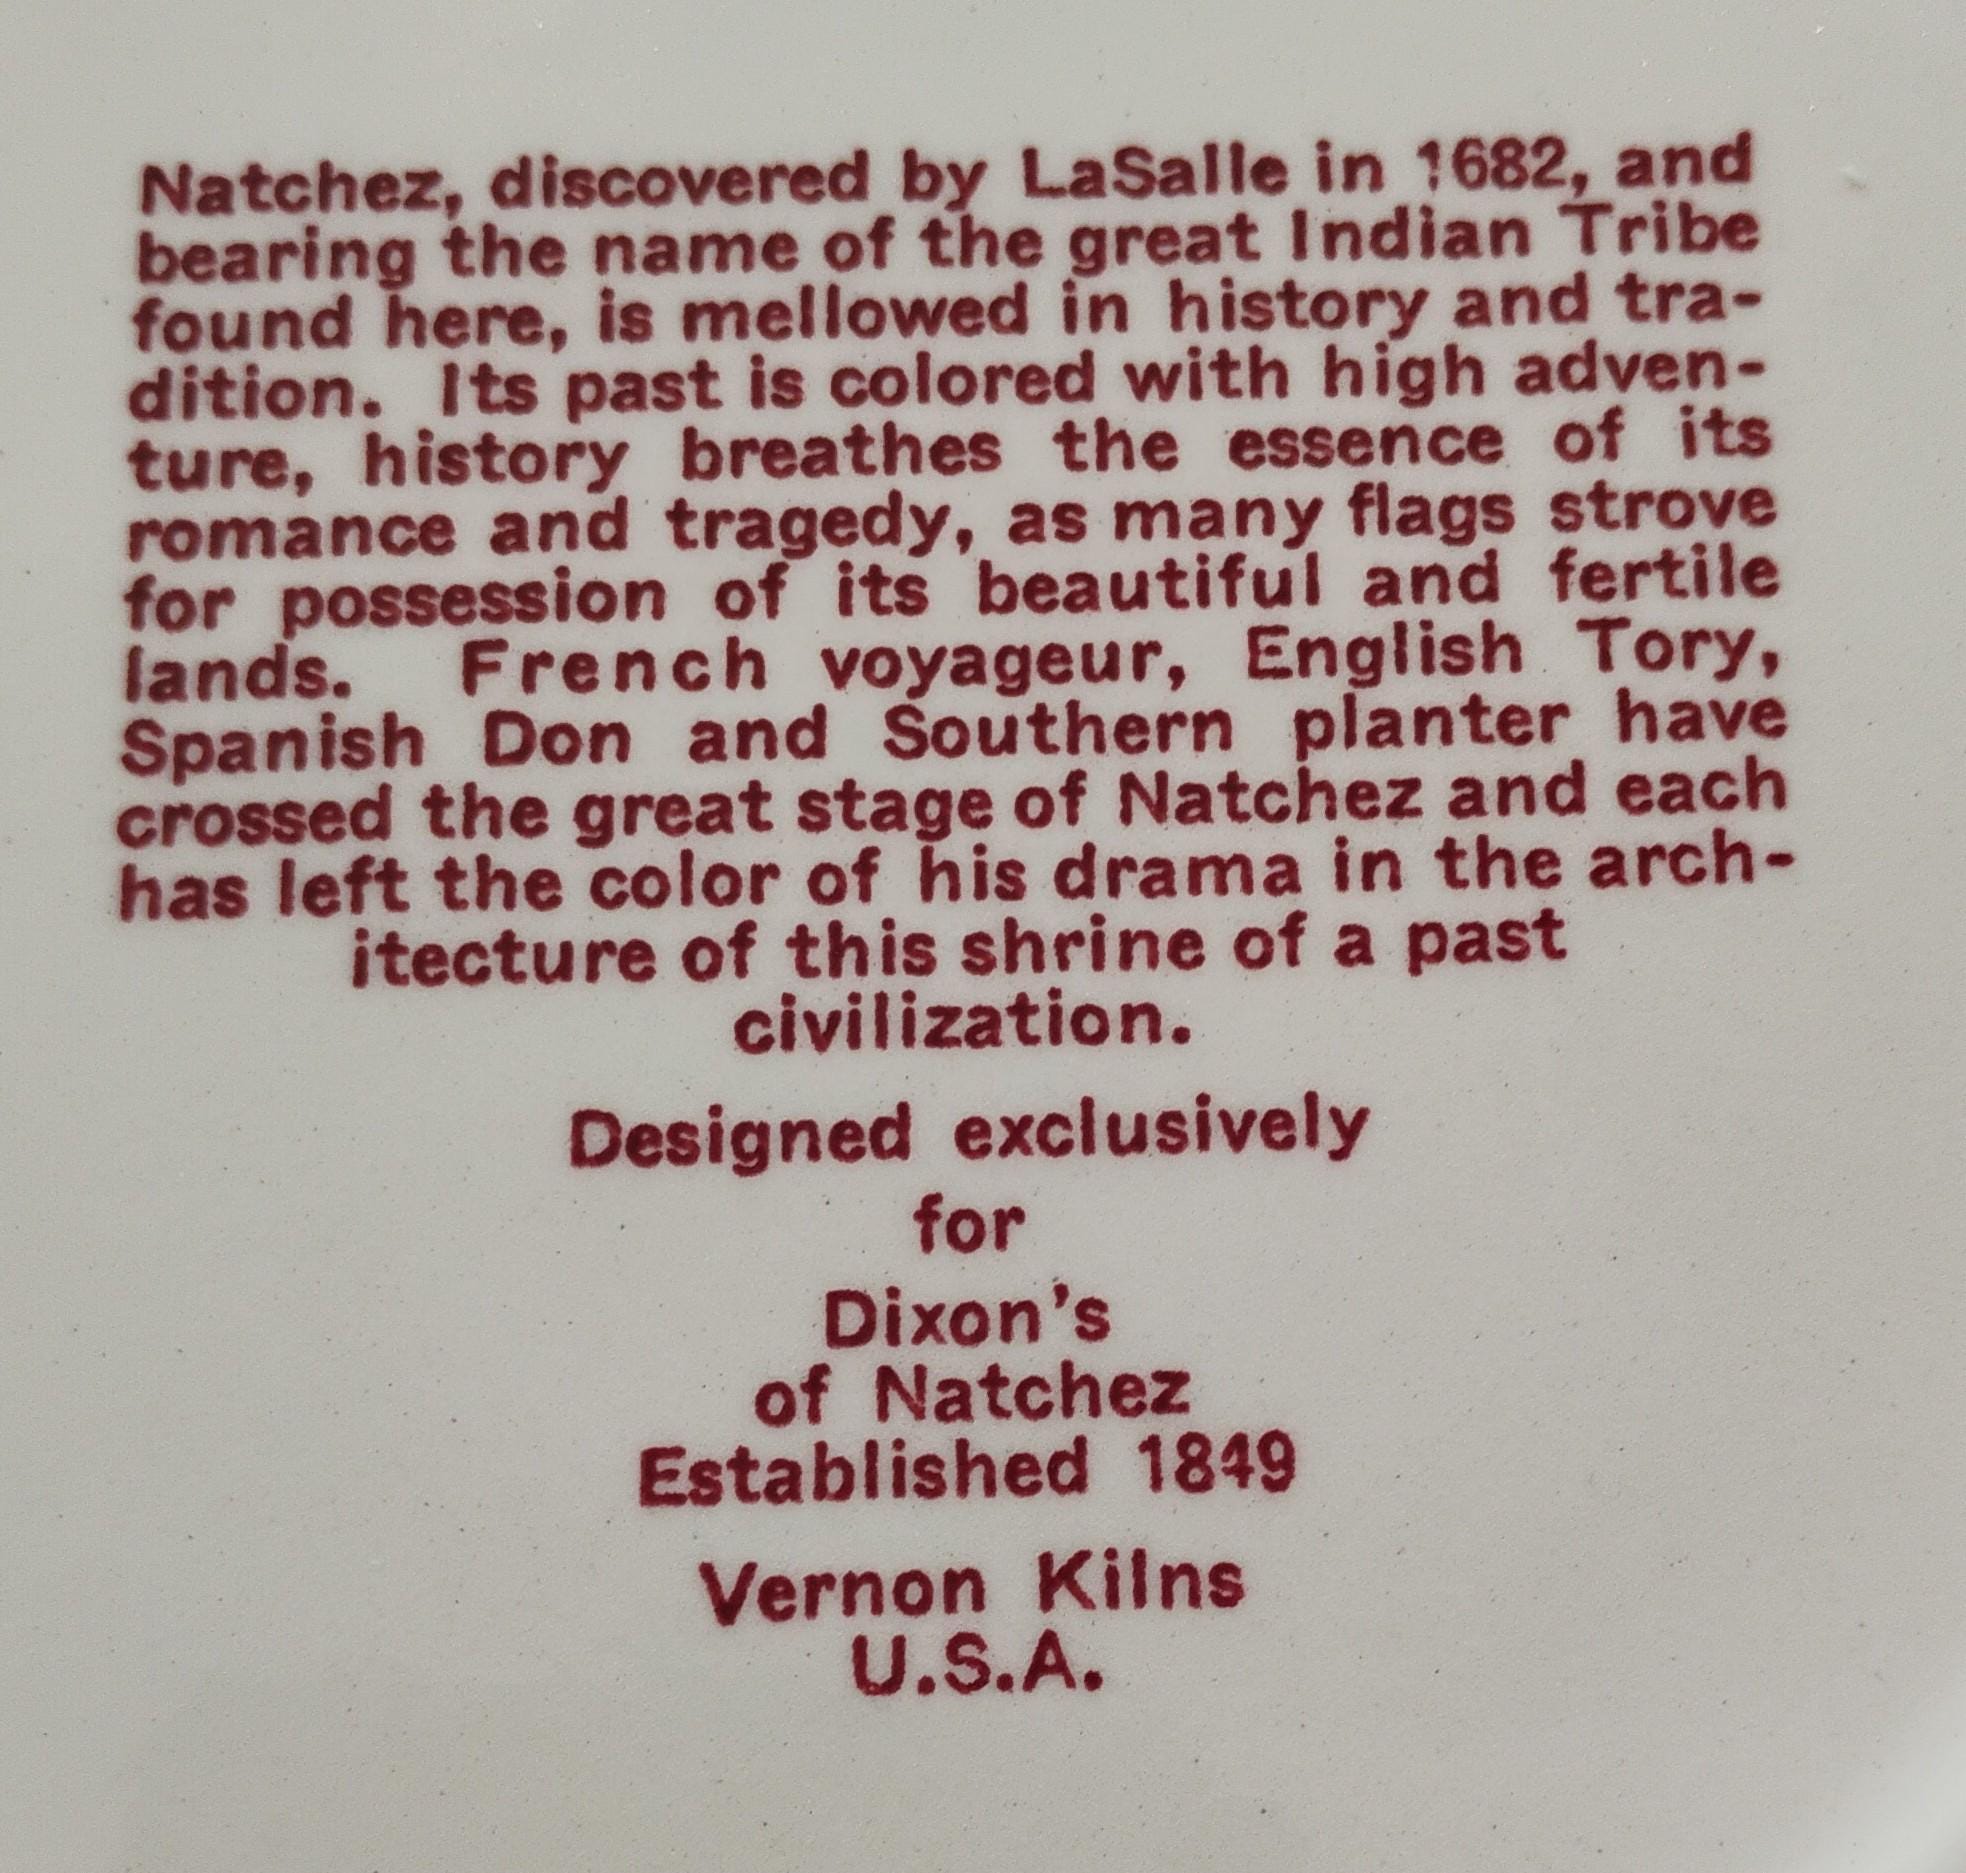 Natchez, discovered by LaSalle in 1682, and
bearing the name of the great Indian Tribe
found here, is mellowed in history and tra-
dition. Its past is colored with high adven-
ture, history breathes the essence of its
romance and tragedy, as many flags strove
for possession of its beautiful and fertile
lands. French voyageur, English Tory,
Spanish Don and Southern planter have
crossed the great stage of Natchez and each
has left the color of his drama in the arch-
itecture of this shrine of a past
civilization.
Designed exclusively
for
Dixon's
of Natchez
Established 1849
Vernon Kilns
U.S.A.